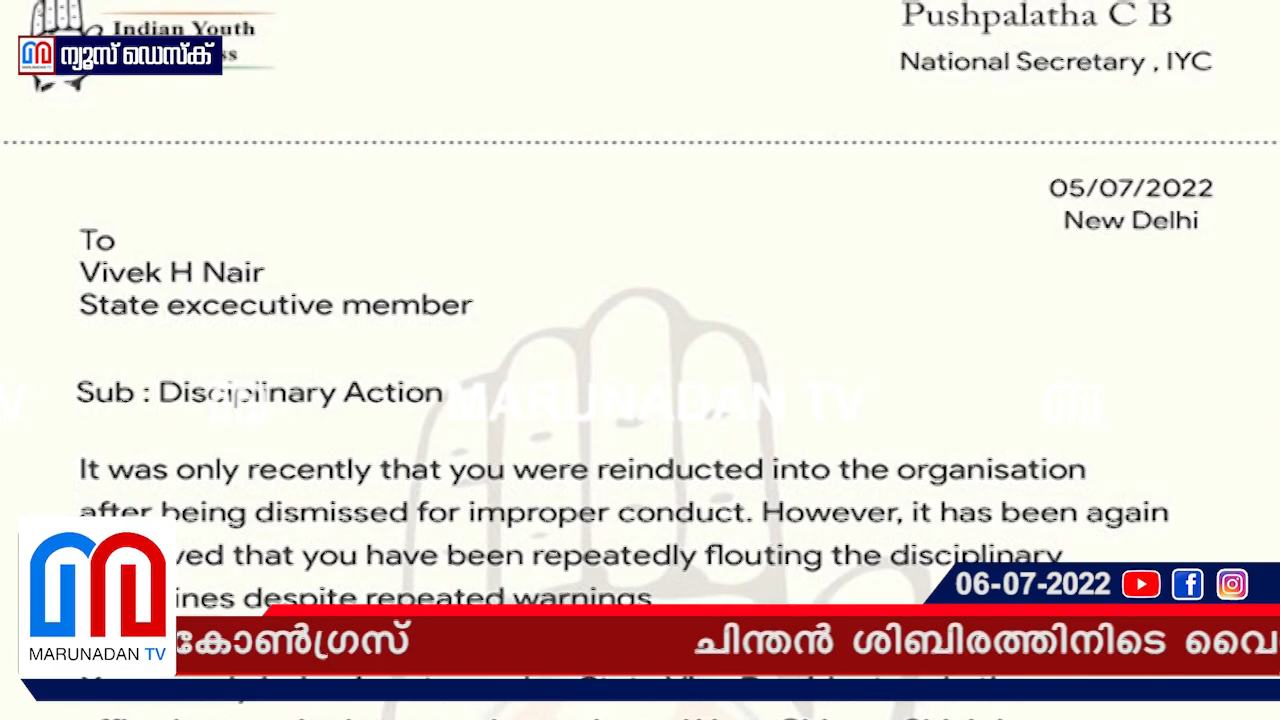 Indian Youth
ന്യൂസ് ഡെസ്ക്
MARUNADAN TV
Pushpalatha C B
National Secretary , IYC
05/07/2022
New Delhi
To
Vivek H Nair
State excecutive member
Sub : Disciplinary Action
MARUNADAN TV
It was only recently that you were reinducted into the organisation
after being dismissed for improper conduct. However, it has been again
that you have been repeatedly flouting the disciplinary
despite repeated warnings
06-07-2022
കോൺഗ്രസ് ചിന്തൻ ശിബിരത്തിനിടെ
MARUNADAN TV